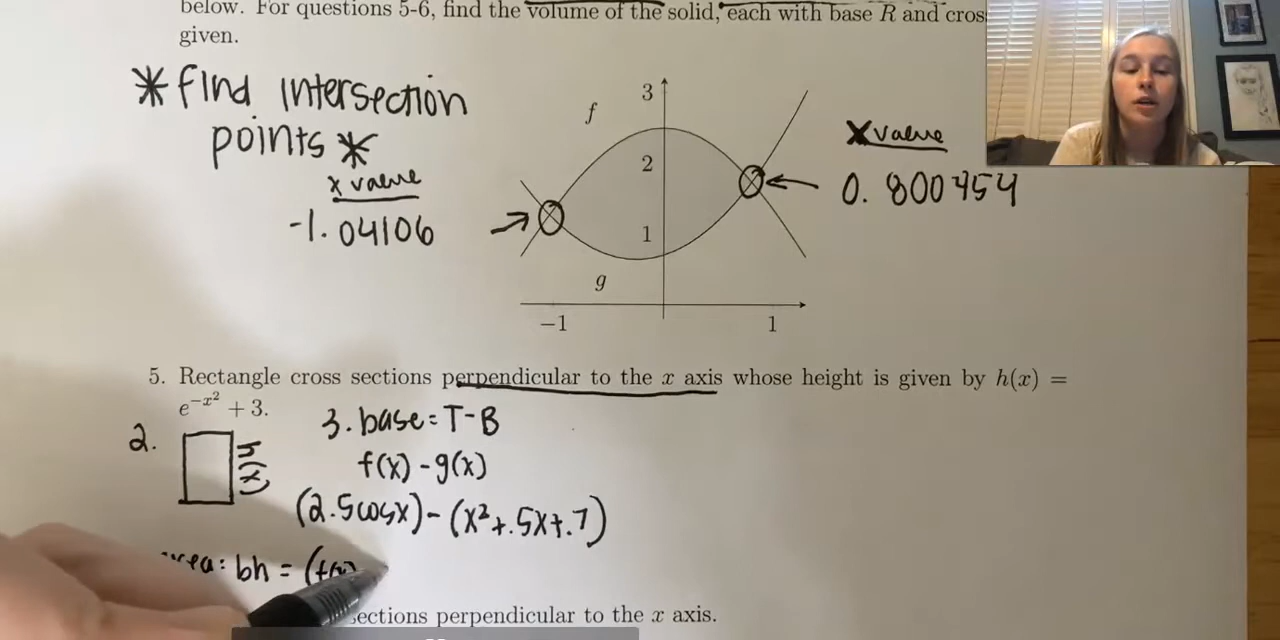 below. For questions 5-6, find the volume of the solid, each with base R and cros
given.
* find intersection
points *
x value
-1.04106
f
3
2
1
g
-1
1
x value
0.800454
5. Rectangle cross sections perpendicular to the x axis whose height is given by h(x) =
e^{-x^2} + 3.
2.
h(x)
3. base = T-B
f(x) - g(x)
(2.5cosx) - (x²+.5x+.7)
area: bh = (f(x)
sections perpendicular to the x axis.